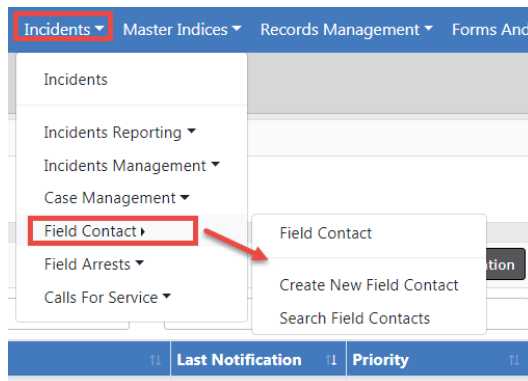 Incidents Master Indices Records Management Forms And
Incidents
Incidents Reporting
Incidents Management
Case Management
Field Contact
Field Arrests
Calls For Service
Field Contact
Create New Field Contact
Search Field Contacts
tion
Last Notification Priority